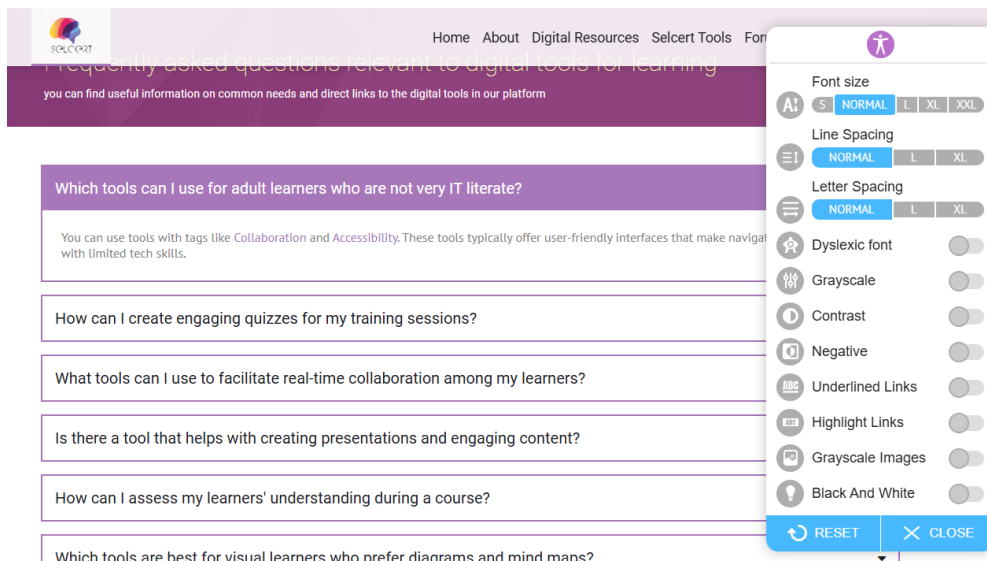 SELCERT
Home About Digital Resources Selcert Tools
Frequently asked questions relevant to digital tools for learning
you can find useful information on common needs and direct links to the digital tools in our platform
Which tools can I use for adult learners who are not very IT literate?
You can use tools with tags like Collaboration and Accessibility. These tools typically offer user-friendly interfaces that make
with limited tech skills.
How can I create engaging quizzes for my training sessions?
What tools can I use to facilitate real-time collaboration among my learners?
Is there a tool that helps with creating presentations and engaging content?
How can I assess my learners' understanding during a course?
Which tools are best for visual learners who prefer diagrams and mind maps?
Font size
S NORMAL L XL XXL
Line Spacing
NORMAL L XL
Letter Spacing
NORMAL L XL
Dyslexic font
Grayscale
Contrast
Negative
ABC Underlined Links
ABC Highlight Links
Grayscale Images
Black And White
RESET CLOSE